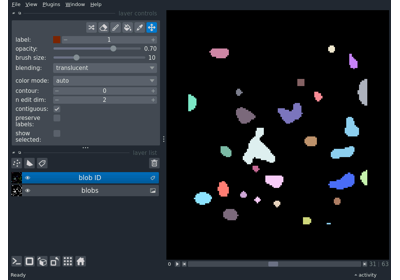 File View Plugins Window Help
layer controls
label: 1
opacity: 0.70
brush size: 10
blending: translucent
color mode: auto
contour: 0
n edit dim: 2
contiguous:
preserve
labels:
show
selected:
layer list
blob ID
blobs
31 63
Ready
activity